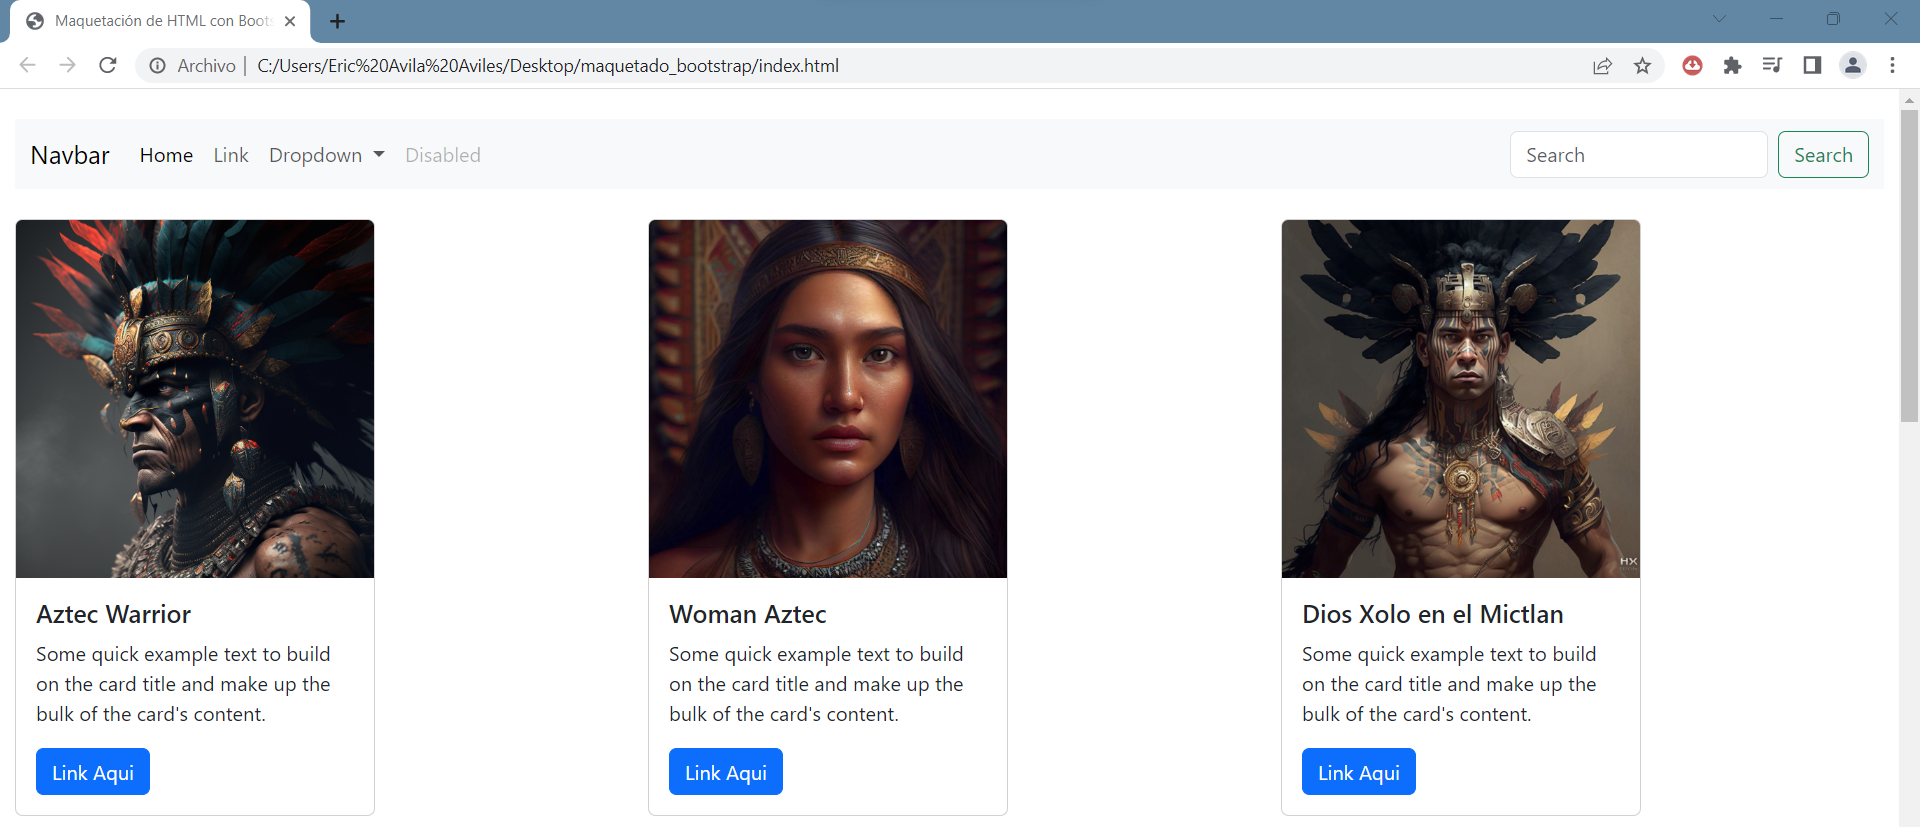 Maquetación de HTML con Boots
Archivo | C:/Users/Eric%20Avila%20Aviles/Desktop/maquetado_bootstrap/index.html
Navbar Home Link Dropdown Disabled Search Search
HX
Aztec Warrior
Some quick example text to build
on the card title and make up the
bulk of the card's content.
Link Aqui
Woman Aztec
Some quick example text to build
on the card title and make up the
bulk of the card's content.
Link Aqui
Dios Xolo en el Mictlan
Some quick example text to build
on the card title and make up the
bulk of the card's content.
Link Aqui